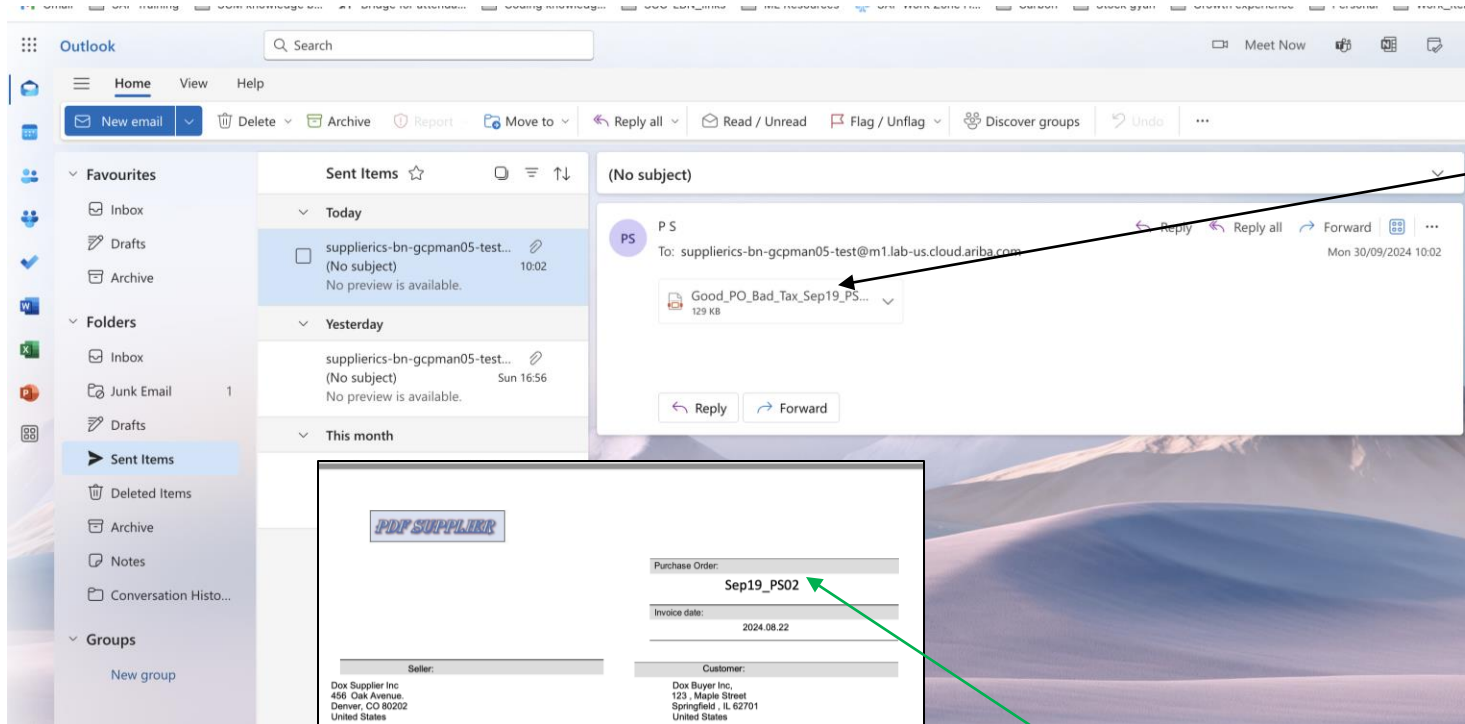 Outlook
Search
Meet Now
Home View Help
New email Delete Archive Report Move to Reply all Read / Unread Flag / Unflag Discover groups Undo ...
Favourites
Inbox
Drafts
Archive
Folders
Inbox
Junk Email 1
Drafts
Sent Items
Deleted Items
Archive
Notes
Conversation Histo...
Groups
New group
Sent Items
Today
supplierics-bn-gcpman05-test...
(No subject) 10:02
No preview is available.
Yesterday
supplierics-bn-gcpman05-test...
(No subject) Sun 16:56
No preview is available.
This month
(No subject)
PS
P S
Reply Reply all Forward ...
To: supplierics-bn-gcpman05-test@m1.lab-us.cloud.ariba.com
Mon 30/09/2024 10:02
Good_PO_Bad_Tax_Sep19_PS...
129 KB
Reply Forward
PDF SUPPLIER
Purchase Order:
Sep19_PS02
Invoice date:
2024.08.22
Seller:
Dox Supplier Inc
456 Oak Avenue.
Denver, CO 80202
United States
Customer:
Dox Buyer Inc,
123 , Maple Street
Springfield , IL 62701
United States